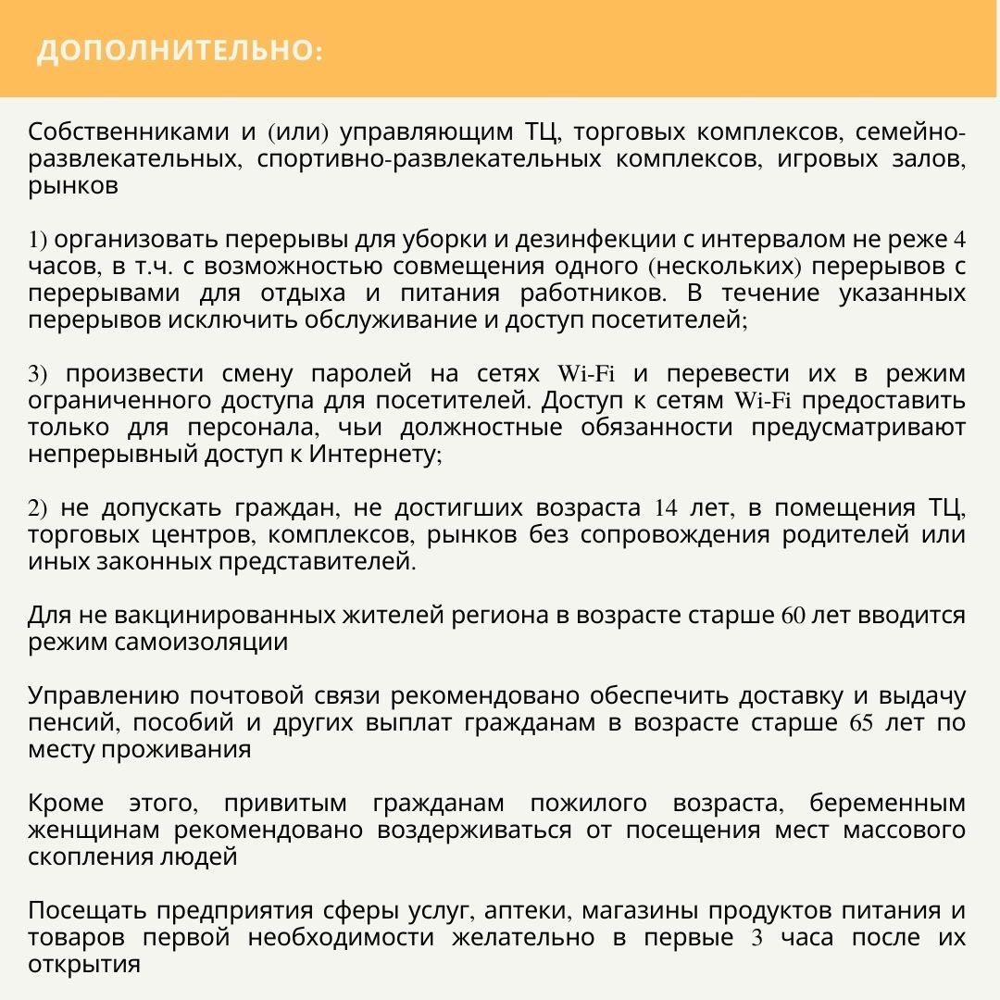 ДОПОЛНИТЕЛЬНО:
Собственниками и (или) управляющим ТЦ, торговых комплексов, семейно-
развлекательных, спортивно-развлекательных комплексов, игровых залов,
рынков
1) организовать перерывы для уборки и дезинфекции с интервалом не реже 4
часов, в т.ч. с возможностью совмещения одного (нескольких) перерывов с
перерывами для отдыха и питания работников. В течение указанных
перерывов исключить обслуживание и доступ посетителей;
3) произвести смену паролей на сетях Wi-Fi и перевести их в режим
ограниченного доступа для посетителей. Доступ к сетям Wi-Fi предоставить
только для персонала, чьи должностные обязанности предусматривают
непрерывный доступ к Интернету;
2) не допускать граждан, не достигших возраста 14 лет, в помещения ТЦ,
торговых центров, комплексов, рынков без сопровождения родителей или
иных законных представителей.
Для не вакцинированных жителей региона в возрасте старше 60 лет вводится
режим самоизоляции
Управлению почтовой связи рекомендовано обеспечить доставку и выдачу
пенсий, пособий и других выплат гражданам в возрасте старше 65 лет по
месту проживания
Кроме этого, привитым гражданам пожилого возраста, беременным
женщинам рекомендовано воздерживаться от посещения мест массового
скопления людей
Посещать предприятия сферы услуг, аптеки, магазины продуктов питания и
товаров первой необходимости желательно в первые 3 часа после их
открытия